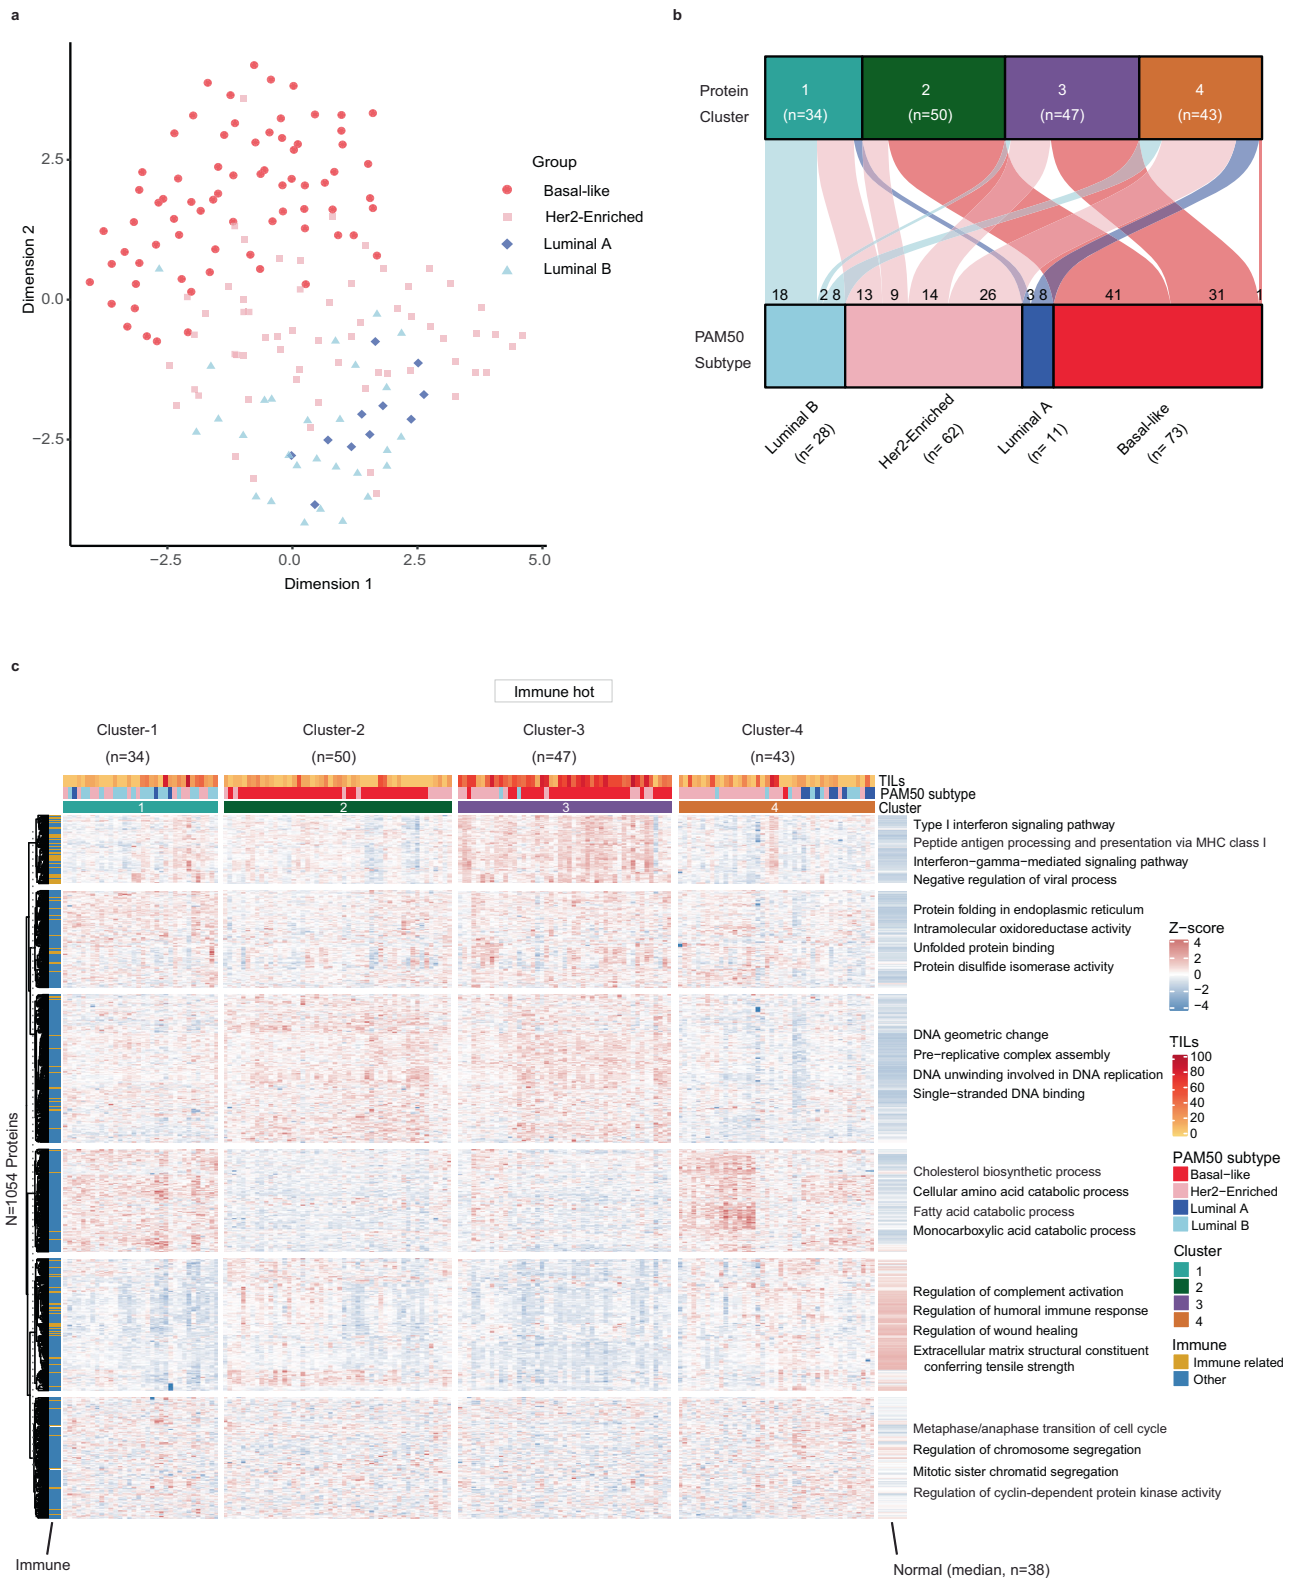 a
Dimension 2
2.5
0.0
−2.5
−2.5
0.0
2.5
5.0
Dimension 1
Group
Basal-like
Her2-Enriched
Luminal A
Luminal B
b
Protein
Cluster
1
(n=34)
2
(n=50)
3
(n=47)
4
(n=43)
18
2
8
13
9
14
26
3
8
41
31
1
PAM50
Subtype
Luminal B
(n= 28)
Her2-Enriched
(n= 62)
Luminal A
(n= 11)
Basal-like
(n= 73)
c
Immune hot
Cluster-1
(n=34)
Cluster-2
(n=50)
Cluster-3
(n=47)
Cluster-4
(n=43)
TILs
PAM50 subtype
1
2
3
4
Cluster
N=1054 Proteins
Type I interferon signaling pathway
Peptide antigen processing and presentation via MHC class I
Interferon-gamma-mediated signaling pathway
Negative regulation of viral process
Protein folding in endoplasmic reticulum
Intramolecular oxidoreductase activity
Unfolded protein binding
Protein disulfide isomerase activity
DNA geometric change
Pre-replicative complex assembly
DNA unwinding involved in DNA replication
Single−stranded DNA binding
Cholesterol biosynthetic process
Cellular amino acid catabolic process
Fatty acid catabolic process
Monocarboxylic acid catabolic process
Regulation of complement activation
Regulation of humoral immune response
Regulation of wound healing
Extracellular matrix structural constituent
conferring tensile strength
Metaphase/anaphase transition of cell cycle
Regulation of chromosome segregation
Mitotic sister chromatid segregation
Regulation of cyclin-dependent protein kinase activity
Z−score
4
2
0
−2
−4
TILs
100
80
60
40
20
0
PAM50 subtype
Basal−like
Her2−Enriched
Luminal A
Luminal B
Cluster
1
2
3
4
Immune
Immune related
Other
Immune
Normal (median, n=38)